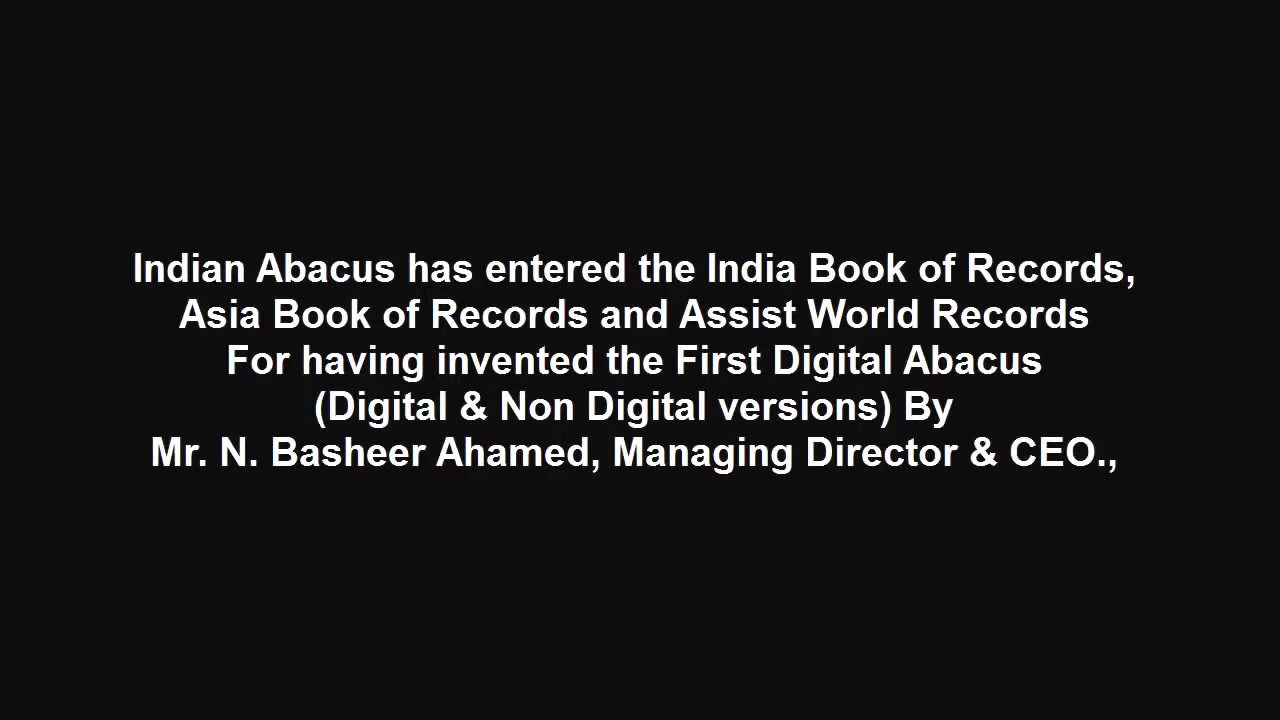 Indian Abacus has entered the India Book of Records,
Asia Book of Records and Assist World Records
For having invented the First Digital Abacus
(Digital & Non Digital versions) By
Mr. N. Basheer Ahamed, Managing Director & CEO.,